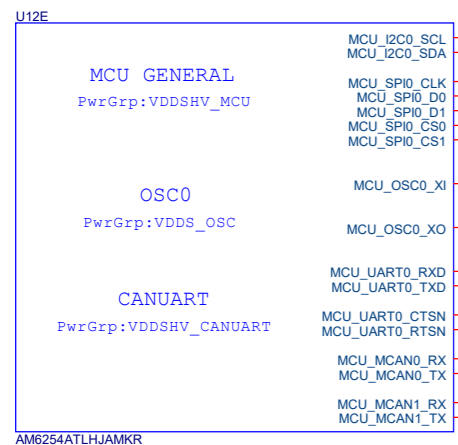 U12E
MCU_I2C0_SCL
MCU_I2C0_SDA
MCU GENERAL
PwrGrp:VDDSHV_MCU
MCU_SPI0_CLK
MCU_SPI0_D0
MCU_SPI0_D1
MCU_SPI0_CS0
MCU_SPI0_CS1
OSC0
PwrGrp:VDDS_OSC
MCU_OSC0_XI
MCU_OSC0_XO
CANUART
PwrGrp:VDDSHV_CANUART
MCU_UART0_RXD
MCU_UART0_TXD
MCU_UART0_CTSN
MCU_UART0_RTSN
MCU_MCAN0_RX
MCU_MCAN0_TX
MCU_MCAN1_RX
MCU_MCAN1_TX
AM6254ATLHJAMKR